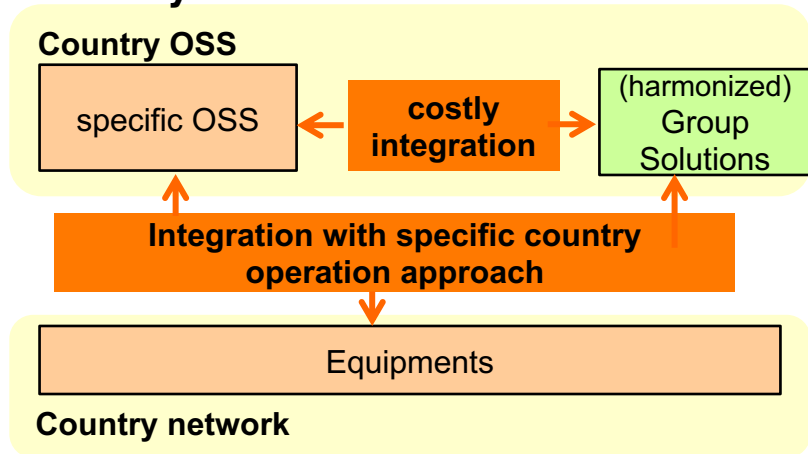 Country OSS
specific OSS
costly
integration
(harmonized)
Group
Solutions
Integration with specific country
operation approach
Equipments
Country network